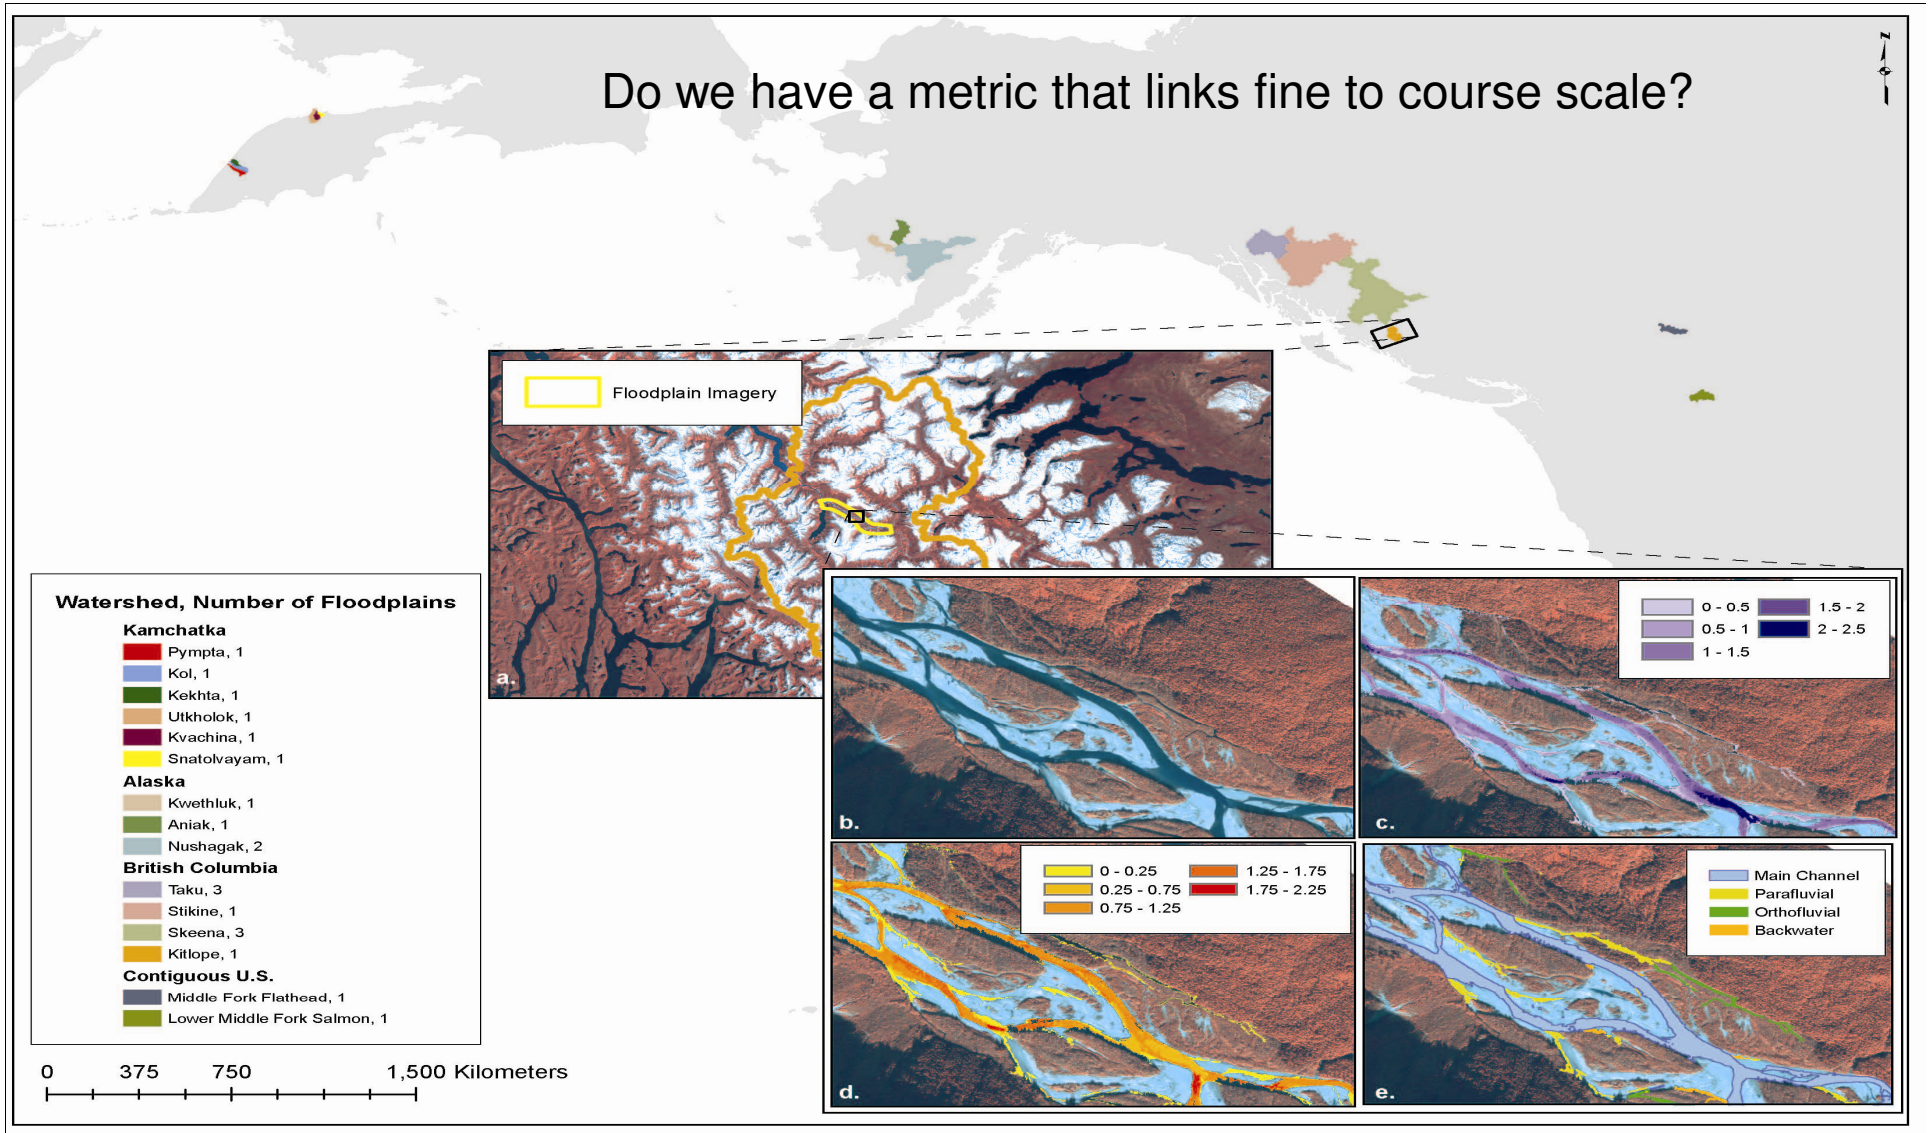 Do we have a metric that links fine to course scale?
N
Floodplain Imagery
a.
Watershed, Number of Floodplains
Kamchatka
Pympta, 1
Kol, 1
Kekhta, 1
Utkholok, 1
Kvachina, 1
Snatolvayam, 1
Alaska
Kwethluk, 1
Aniak, 1
Nushagak, 2
British Columbia
Taku, 3
Stikine, 1
Skeena, 3
Kitlope, 1
Contiguous U.S.
Middle Fork Flathead, 1
Lower Middle Fork Salmon, 1
0 375 750 1,500 Kilometers
b.
0 - 0.5 1.5 - 2
0.5 - 1 2 - 2.5
1 - 1.5
c.
0 - 0.25 1.25 - 1.75
0.25 - 0.75 1.75 - 2.25
0.75 - 1.25
d.
Main Channel
Parafluvial
Orthofluvial
Backwater
e.